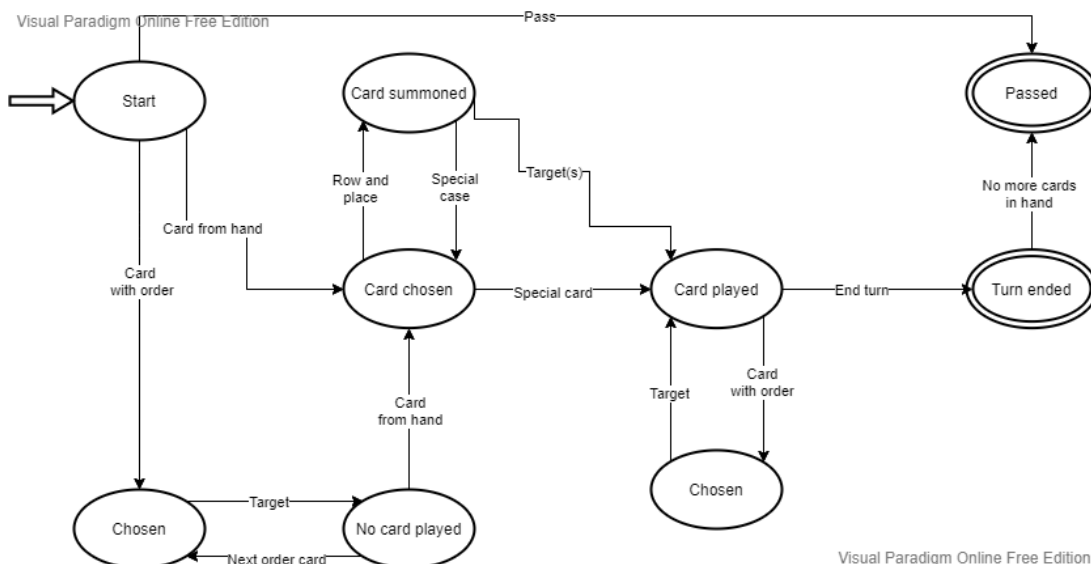 Visual Paradigm Online Free Edition
Pass
Start
Card summoned
Passed
Row and
place
Special
case
Target(s)
No more cards
in hand
Card from hand
Card
with order
Card chosen
Special card
Card played
End turn
Turn ended
Card
from hand
Target
Card
with order
Chosen
Target
No card played
Chosen
Next order card
Visual Paradigm Online Free Edition